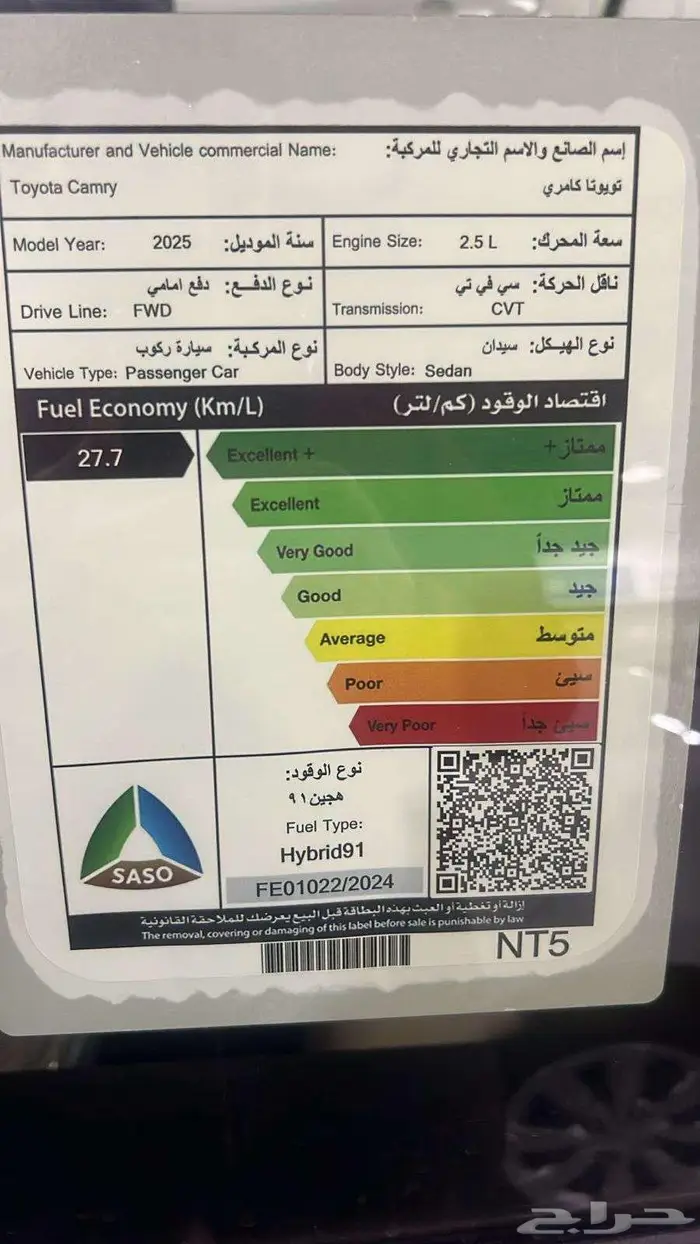 Manufacturer and Vehicle commercial Name: إسم الصانع والاسم التجاري للمركبة:
Toyota Camry تويوتا كامري
Model Year: 2025 سنة الموديل:
Engine Size: 2.5 L سعة المحرك:
نوع الدفع: دفع امامي
Drive Line: FWD
ناقل الحركة: سي في تي
Transmission: CVT
نوع المركبة: سيارة ركوب
Vehicle Type: Passenger Car
نوع الهيكل: سيدان
Body Style: Sedan
Fuel Economy (Km/L) اقتصاد الوقود (كم/لتر)
27.7
Excellent + ممتاز+
Excellent ممتاز
Very Good جيد جداً
Good جيد
Average متوسط
Poor سيئ
Very Poor سيئ جداً
SASO
نوع الوقود:
هجين٩١
Fuel Type:
Hybrid91
FE01022/2024
إزالة أو تغطية أو العبث بهذه البطاقة قبل البيع يعرضك للملاحقة القانونية
The removal, covering or damaging of this label before sale is punishable by law
NT5
حراج